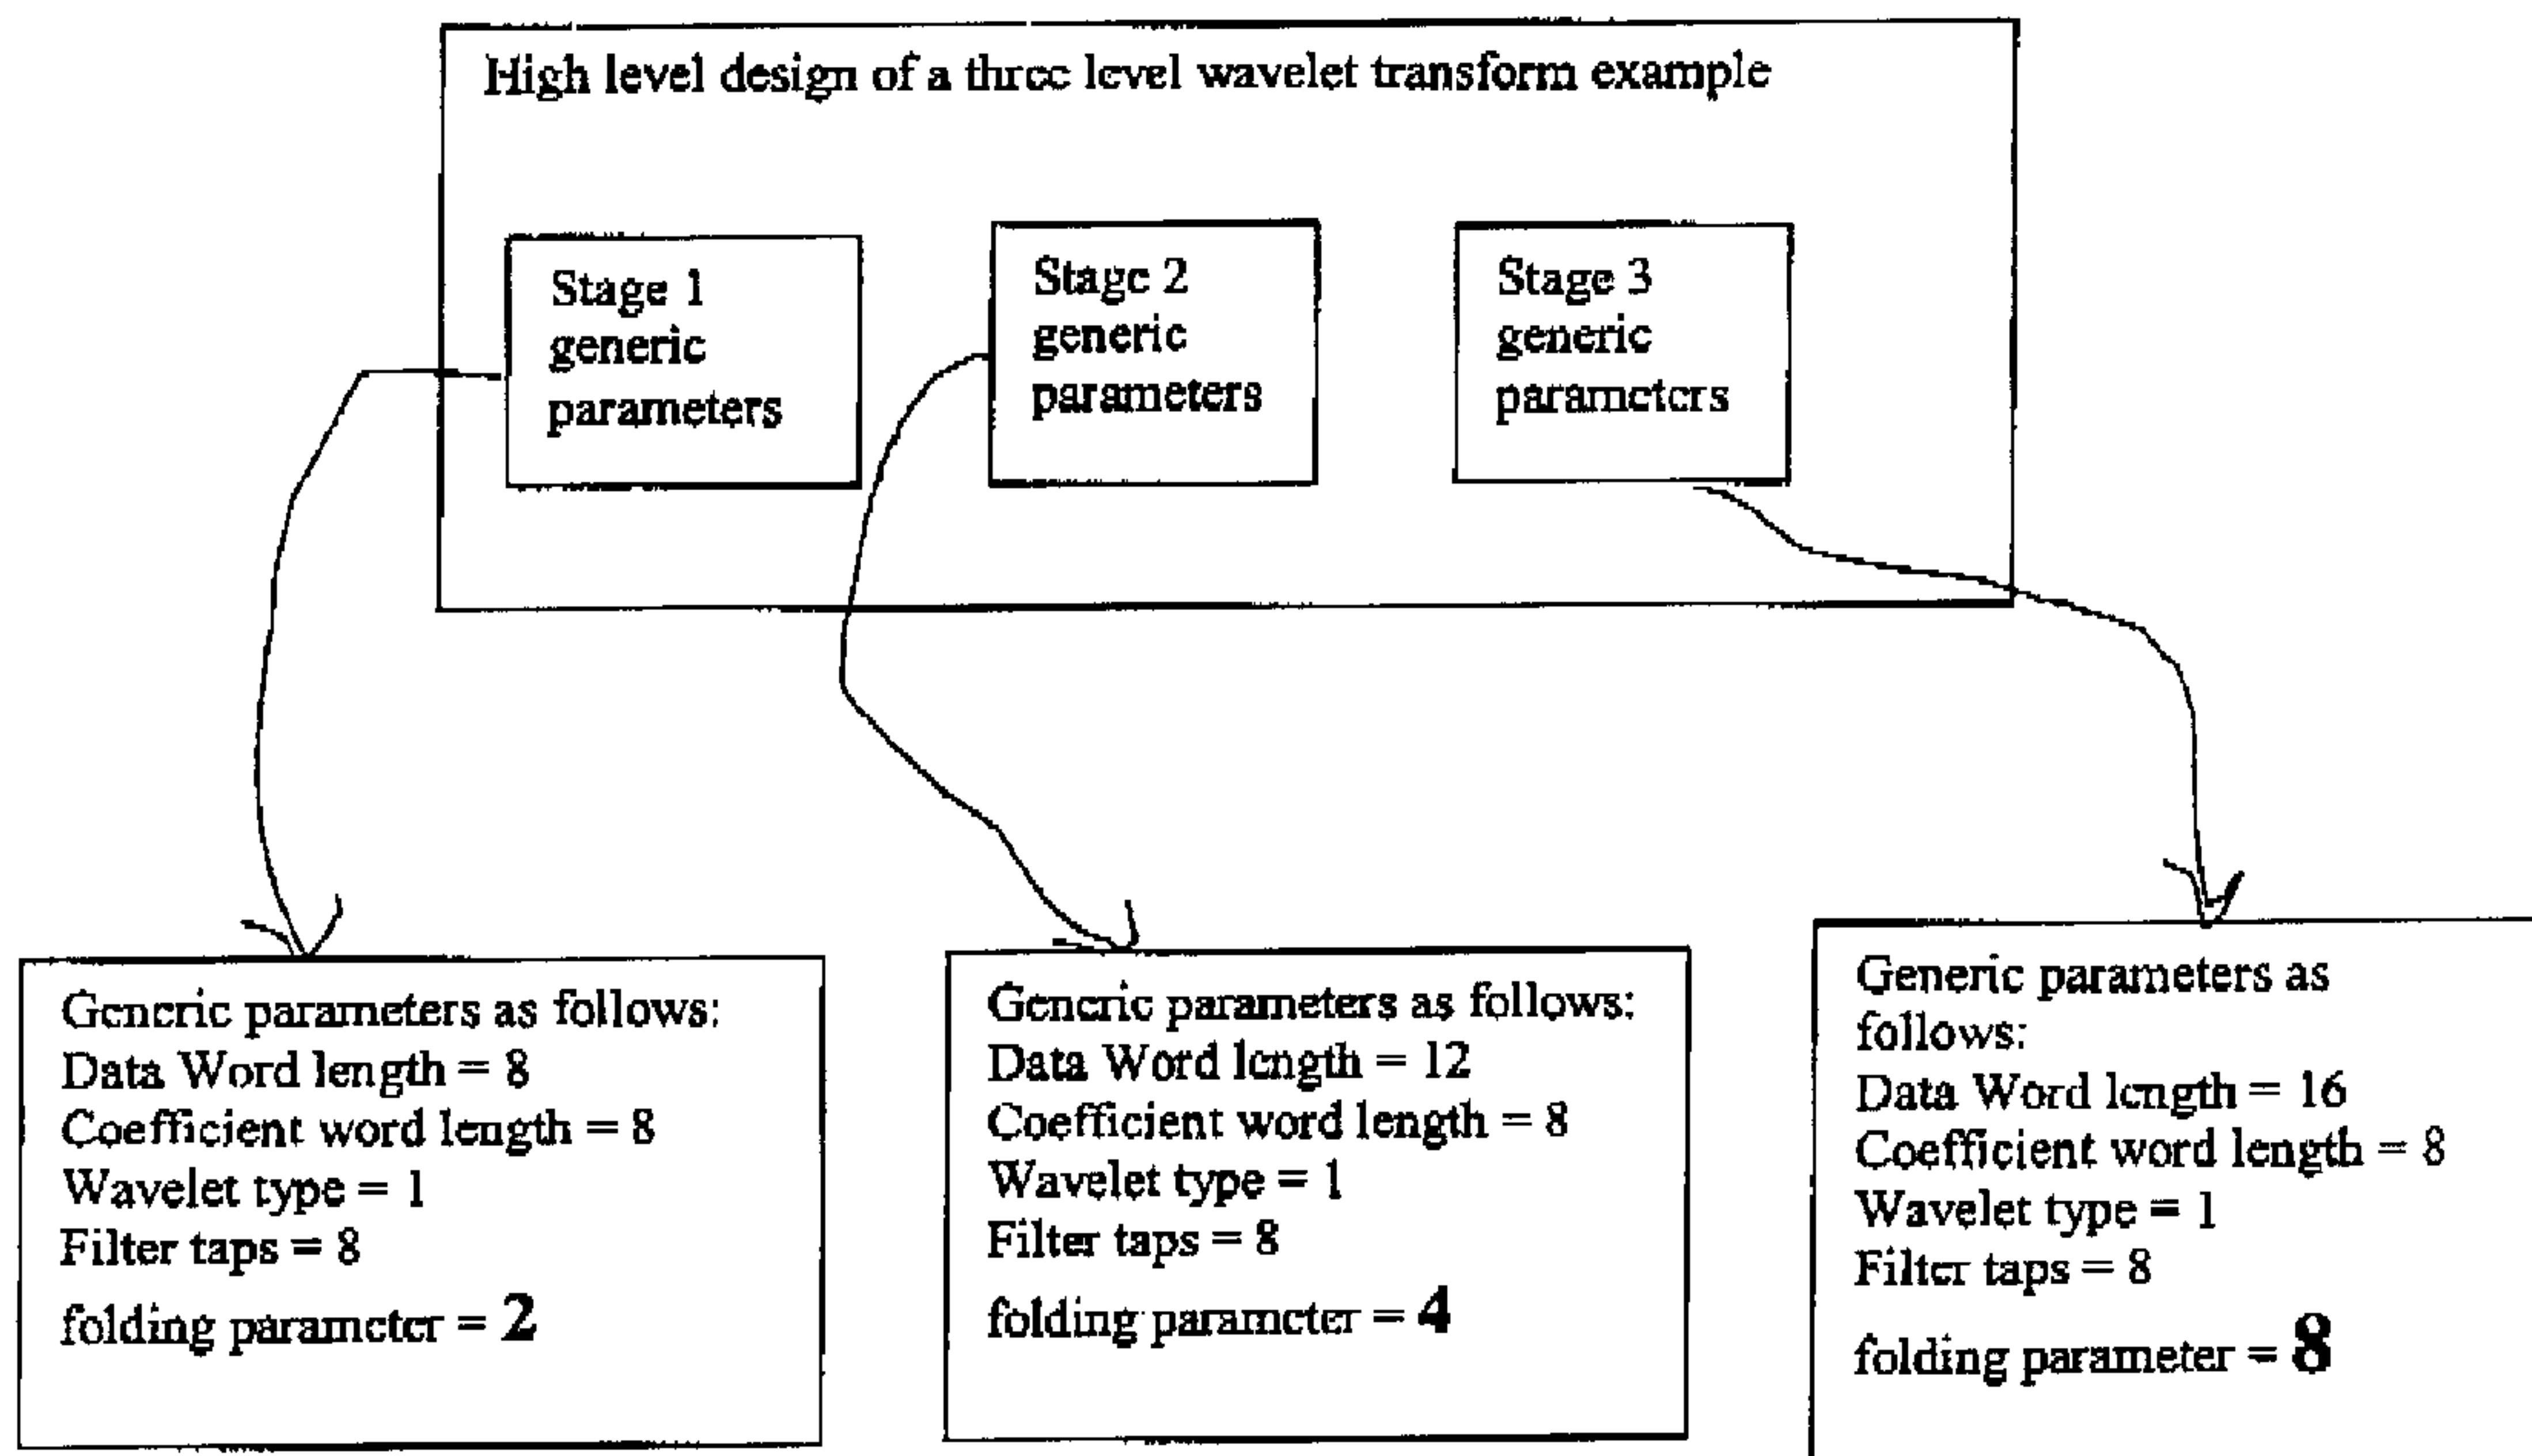 High level design of a three level wavelet transform example
Stage 1
generic
parameters
Stage 2
generic
parameters
Stage 3
generic
parameters
Generic parameters as follows:
Data Word length = 8
Coefficient word length = 8
Wavelet type = 1
Filter taps = 8
folding parameter = 2
Generic parameters as follows:
Data Word length = 12
Coefficient word length = 8
Wavelet type = 1
Filter taps = 8
folding parameter = 4
Generic parameters as
follows:
Data Word length = 16
Coefficient word length = 8
Wavelet type = 1
Filter taps = 8
folding parameter = 8